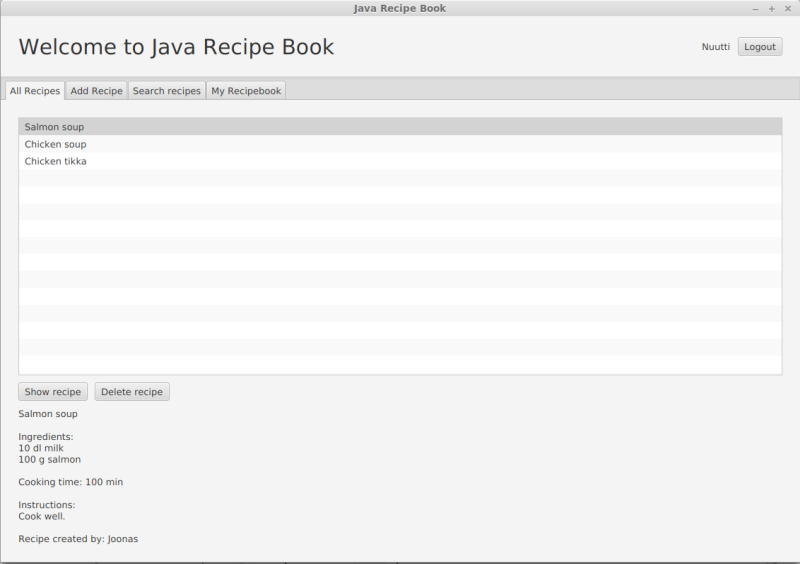 Java Recipe Book
Welcome to Java Recipe Book
Nuutti
Logout
All Recipes
Add Recipe
Search recipes
My Recipebook
Salmon soup
Chicken soup
Chicken tikka
Show recipe
Delete recipe
Salmon soup
Ingredients:
10 dl milk
100 g salmon
Cooking time: 100 min
Instructions:
Cook well.
Recipe created by: Joonas